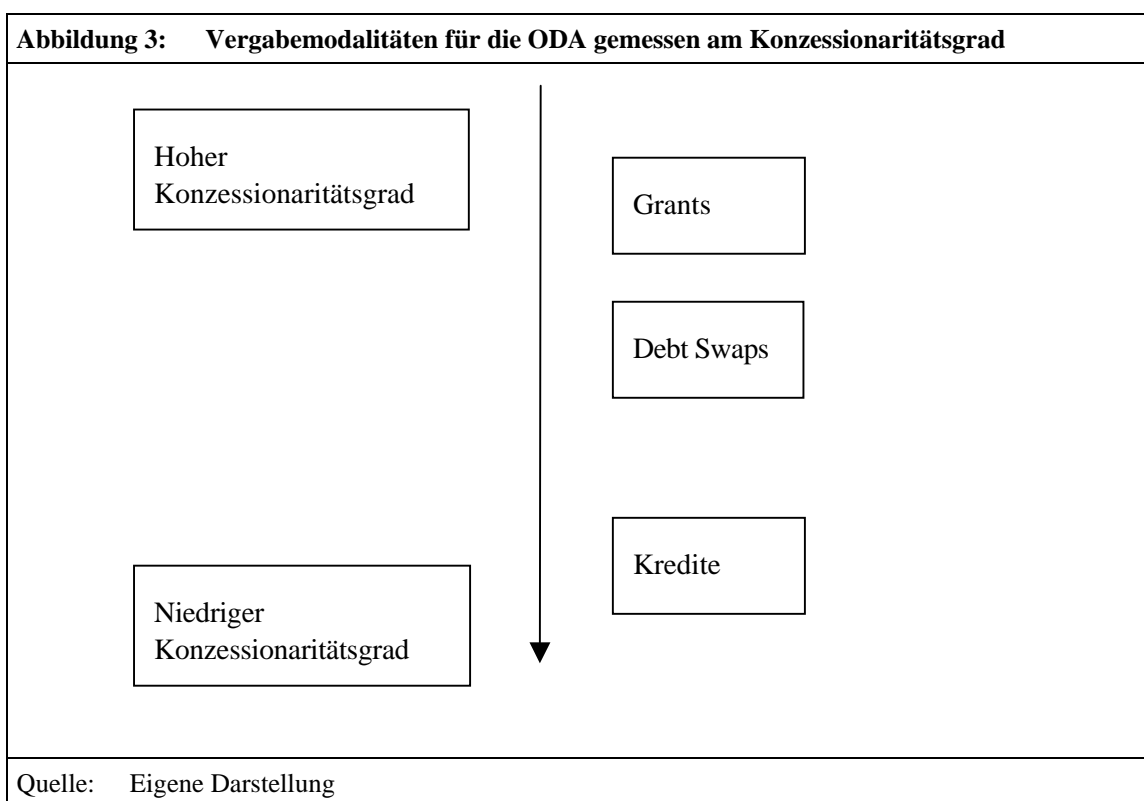 Abbildung 3: Vergabemodalitäten für die ODA gemessen am Konzessionaritätsgrad
Hoher
Konzessionaritätsgrad
Grants
Debt Swaps
Kredite
Niedriger
Konzessionaritätsgrad
Quelle: Eigene Darstellung